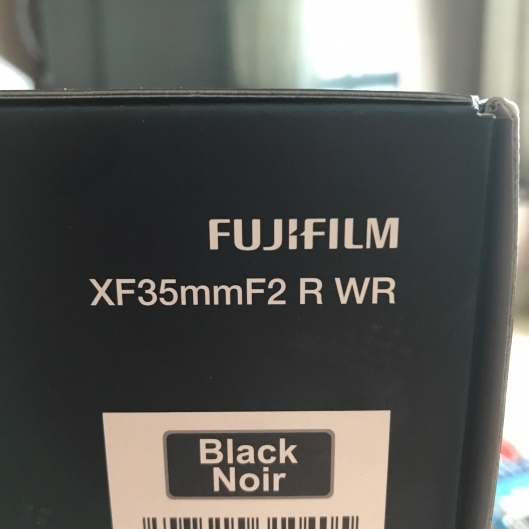 FUJIFILM
XF35mmF2 R WR
Black
Noir